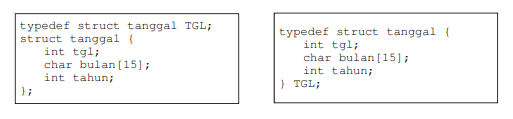 typedef struct tanggal TGL;
struct tanggal {
    int tgl;
    char bulan[15];
    int tahun;
};
typedef struct tanggal {
    int tgl;
    char bulan[15];
    int tahun;
} TGL;